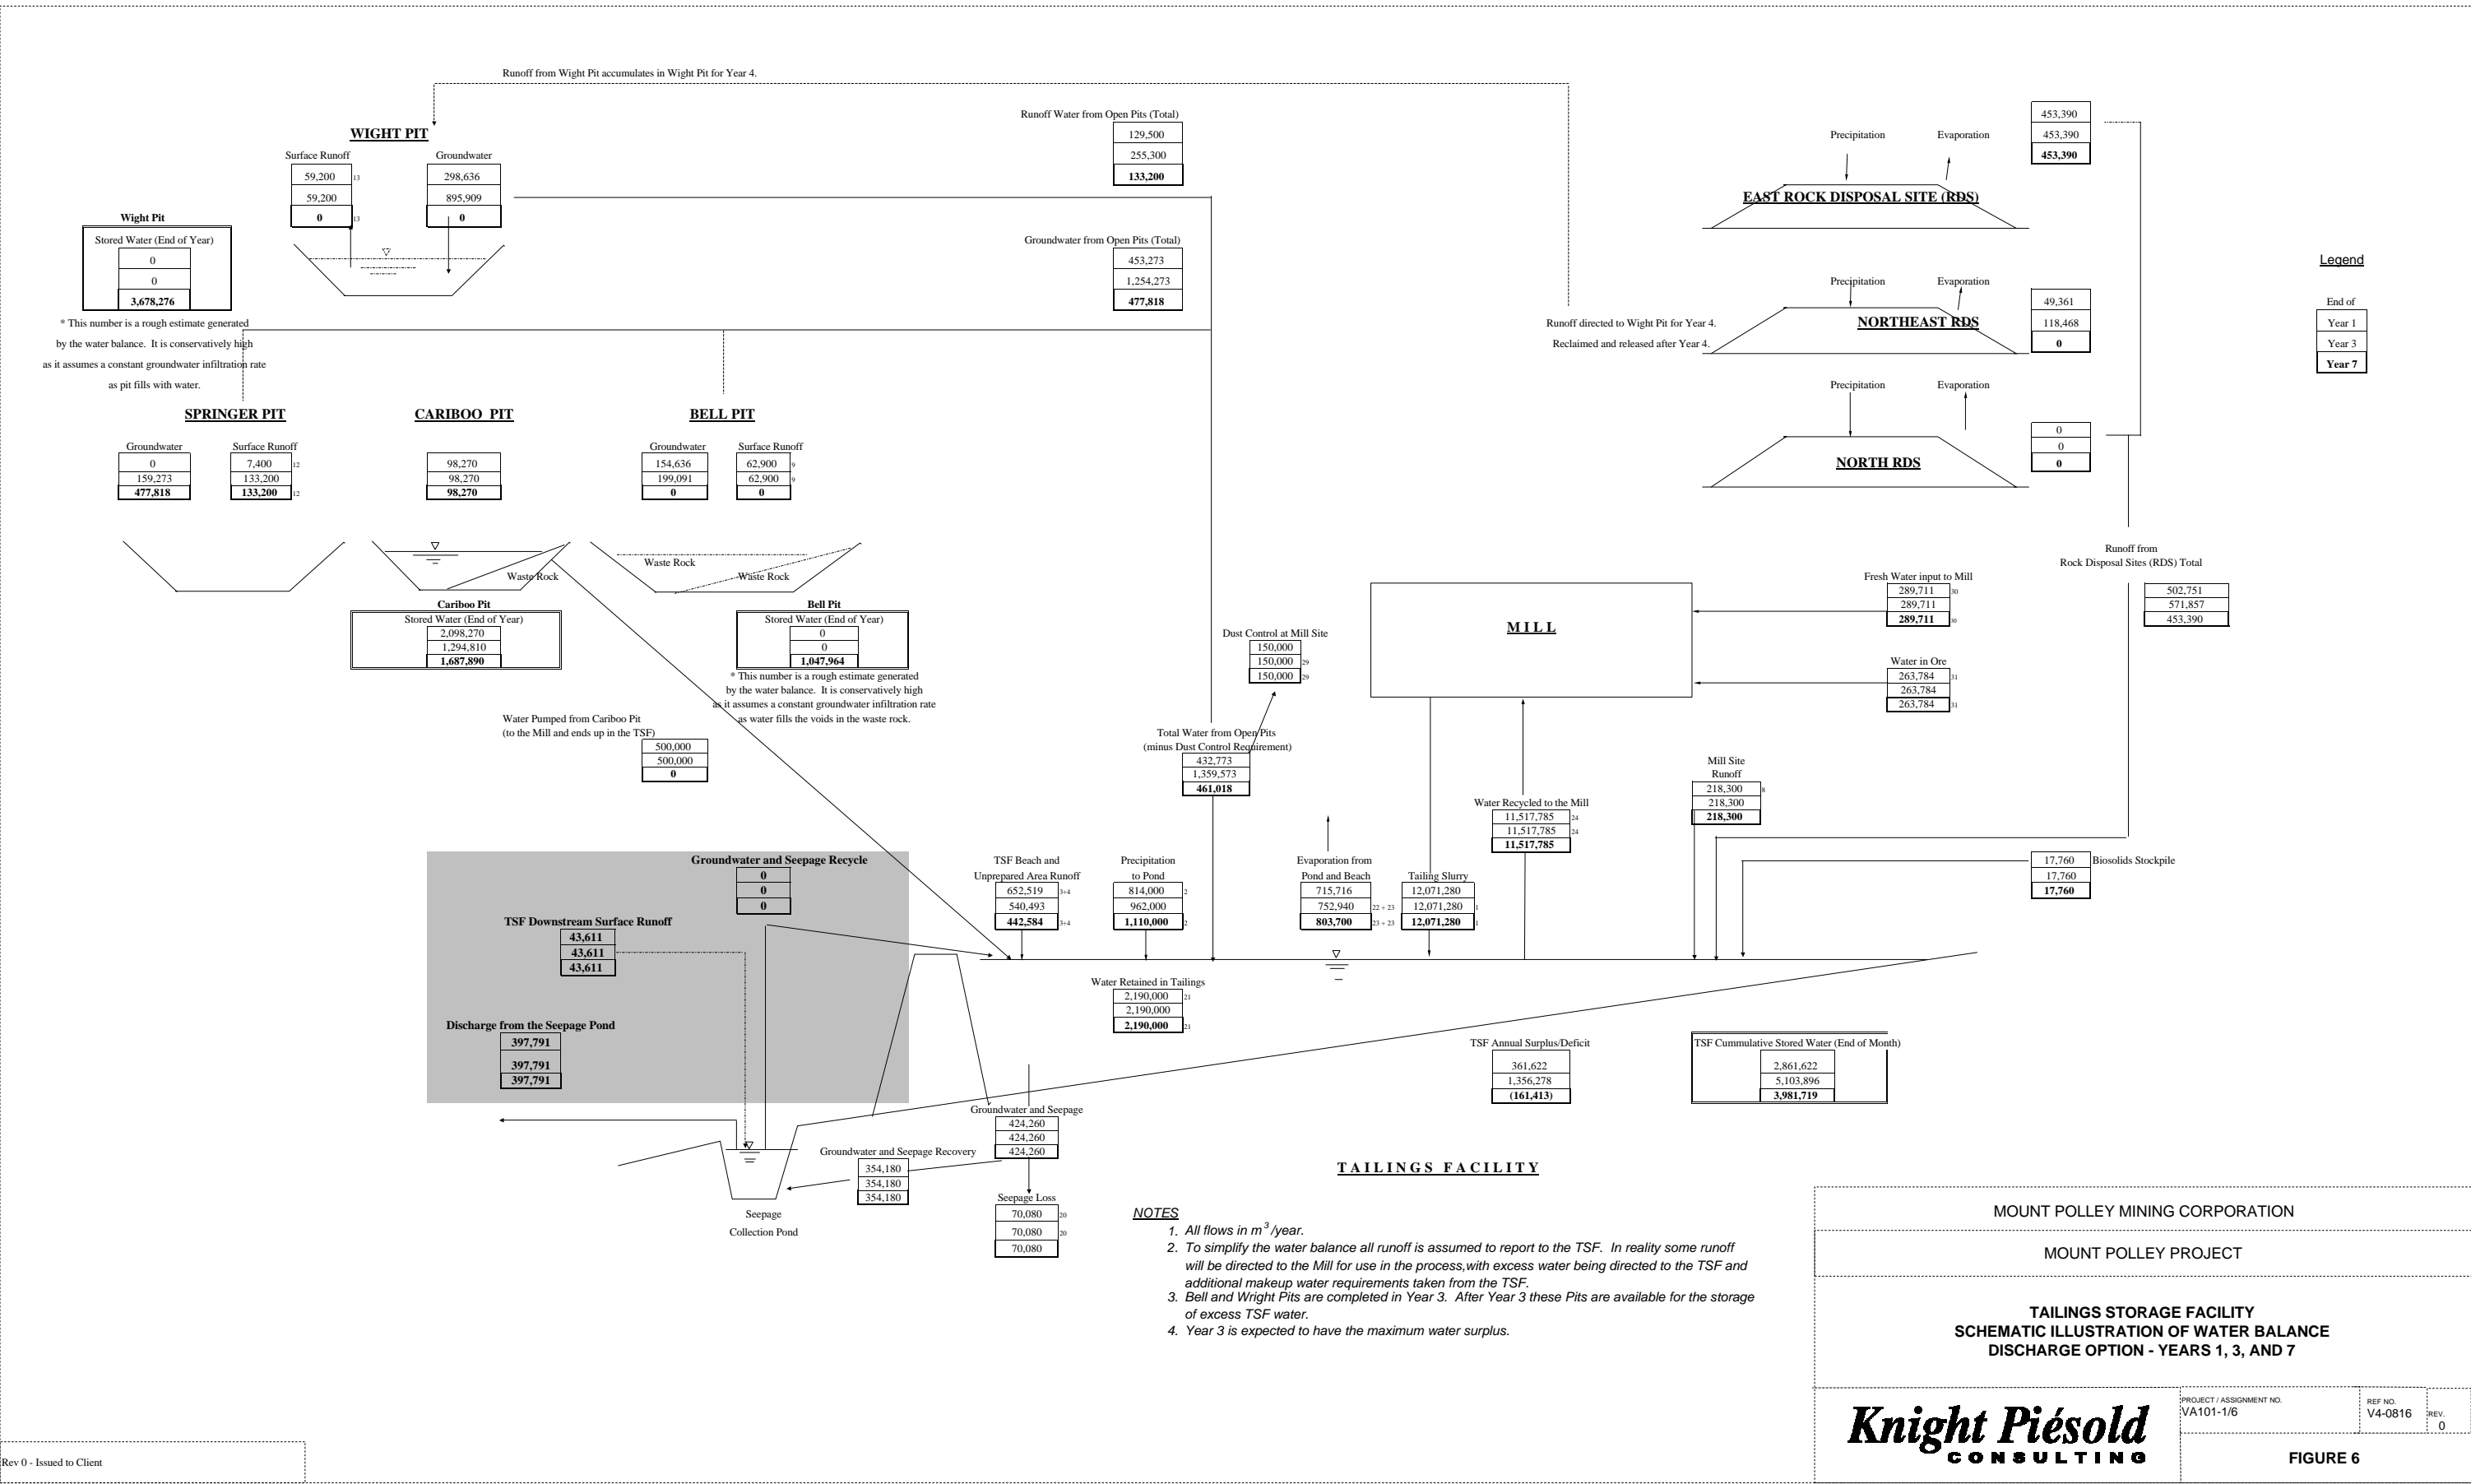 Runoff from Wight Pit accumulates in Wight Pit for Year 4.
WIGHT PIT
Surface Runoff
59,200 13
59,200
0 13
Groundwater
298,636
895,909
0
Wight Pit
Stored Water (End of Year)
0
0
3,678,276
* This number is a rough estimate generated
by the water balance. It is conservatively high
as it assumes a constant groundwater infiltration rate
as pit fills with water.
Runoff Water from Open Pits (Total)
129,500
255,300
133,200
Groundwater from Open Pits (Total)
453,273
1,254,273
477,818
Precipitation Evaporation
EAST ROCK DISPOSAL SITE (RDS)
453,390
453,390
453,390
Precipitation Evaporation
NORTHEAST RDS
49,361
118,468
0
Runoff directed to Wight Pit for Year 4.
Reclaimed and released after Year 4.
Precipitation Evaporation
NORTH RDS
0
0
0
Legend
End of
Year 1
Year 3
Year 7
SPRINGER PIT
Groundwater
0
159,273
477,818
Surface Runoff
7,400 12
133,200
133,200 12
CARIBOO PIT
98,270
98,270
98,270
BELL PIT
Groundwater
154,636
199,091
0
Surface Runoff
62,900 9
62,900 9
0
Waste Rock
Waste Rock
Waste Rock
Cariboo Pit
Stored Water (End of Year)
2,098,270
1,294,810
1,687,890
Bell Pit
Stored Water (End of Year)
0
0
1,047,964
* This number is a rough estimate generated
by the water balance. It is conservatively high
as it assumes a constant groundwater infiltration rate
as water fills the voids in the waste rock.
Water Pumped from Cariboo Pit
(to the Mill and ends up in the TSF)
500,000
500,000
0
Dust Control at Mill Site
150,000
150,000 29
150,000 29
Total Water from Open Pits
(minus Dust Control Requirement)
432,773
1,359,573
461,018
MILL
Fresh Water input to Mill
289,711 30
289,711
289,711 30
Water in Ore
263,784 31
263,784
263,784 31
Runoff from
Rock Disposal Sites (RDS) Total
502,751
571,857
453,390
Mill Site
Runoff
218,300 8
218,300
218,300
Water Recycled to the Mill
11,517,785 24
11,517,785 24
11,517,785
Biosolids Stockpile
17,760
17,760
17,760
Groundwater and Seepage Recycle
0
0
0
TSF Downstream Surface Runoff
43,611
43,611
43,611
Discharge from the Seepage Pond
397,791
397,791
397,791
TSF Beach and
Unprepared Area Runoff
652,519 3+4
540,493
442,584 3+4
Precipitation
to Pond
814,000 2
962,000
1,110,000 2
Evaporation from
Pond and Beach
715,716
752,940 22 + 23
803,700 23 + 23
Tailing Slurry
12,071,280
12,071,280 1
12,071,280 1
Water Retained in Tailings
2,190,000 21
2,190,000
2,190,000 21
TSF Annual Surplus/Deficit
361,622
1,356,278
(161,413)
TSF Cummulative Stored Water (End of Month)
2,861,622
5,103,896
3,981,719
Groundwater and Seepage
424,260
424,260
424,260
Groundwater and Seepage Recovery
354,180
354,180
354,180
Seepage Loss
70,080 20
70,080 20
70,080
Seepage
Collection Pond
TAILINGS FACILITY
NOTES
1. All flows in m3/year.
2. To simplify the water balance all runoff is assumed to report to the TSF. In reality some runoff
will be directed to the Mill for use in the process,with excess water being directed to the TSF and
additional makeup water requirements taken from the TSF.
3. Bell and Wright Pits are completed in Year 3. After Year 3 these Pits are available for the storage
of excess TSF water.
4. Year 3 is expected to have the maximum water surplus.
MOUNT POLLEY MINING CORPORATION
MOUNT POLLEY PROJECT
TAILINGS STORAGE FACILITY
SCHEMATIC ILLUSTRATION OF WATER BALANCE
DISCHARGE OPTION - YEARS 1, 3, AND 7
Knight Piésold
CONSULTING
PROJECT / ASSIGNMENT NO.
VA101-1/6
REF NO.
V4-0816
REV.
0
FIGURE 6
Rev 0 - Issued to Client